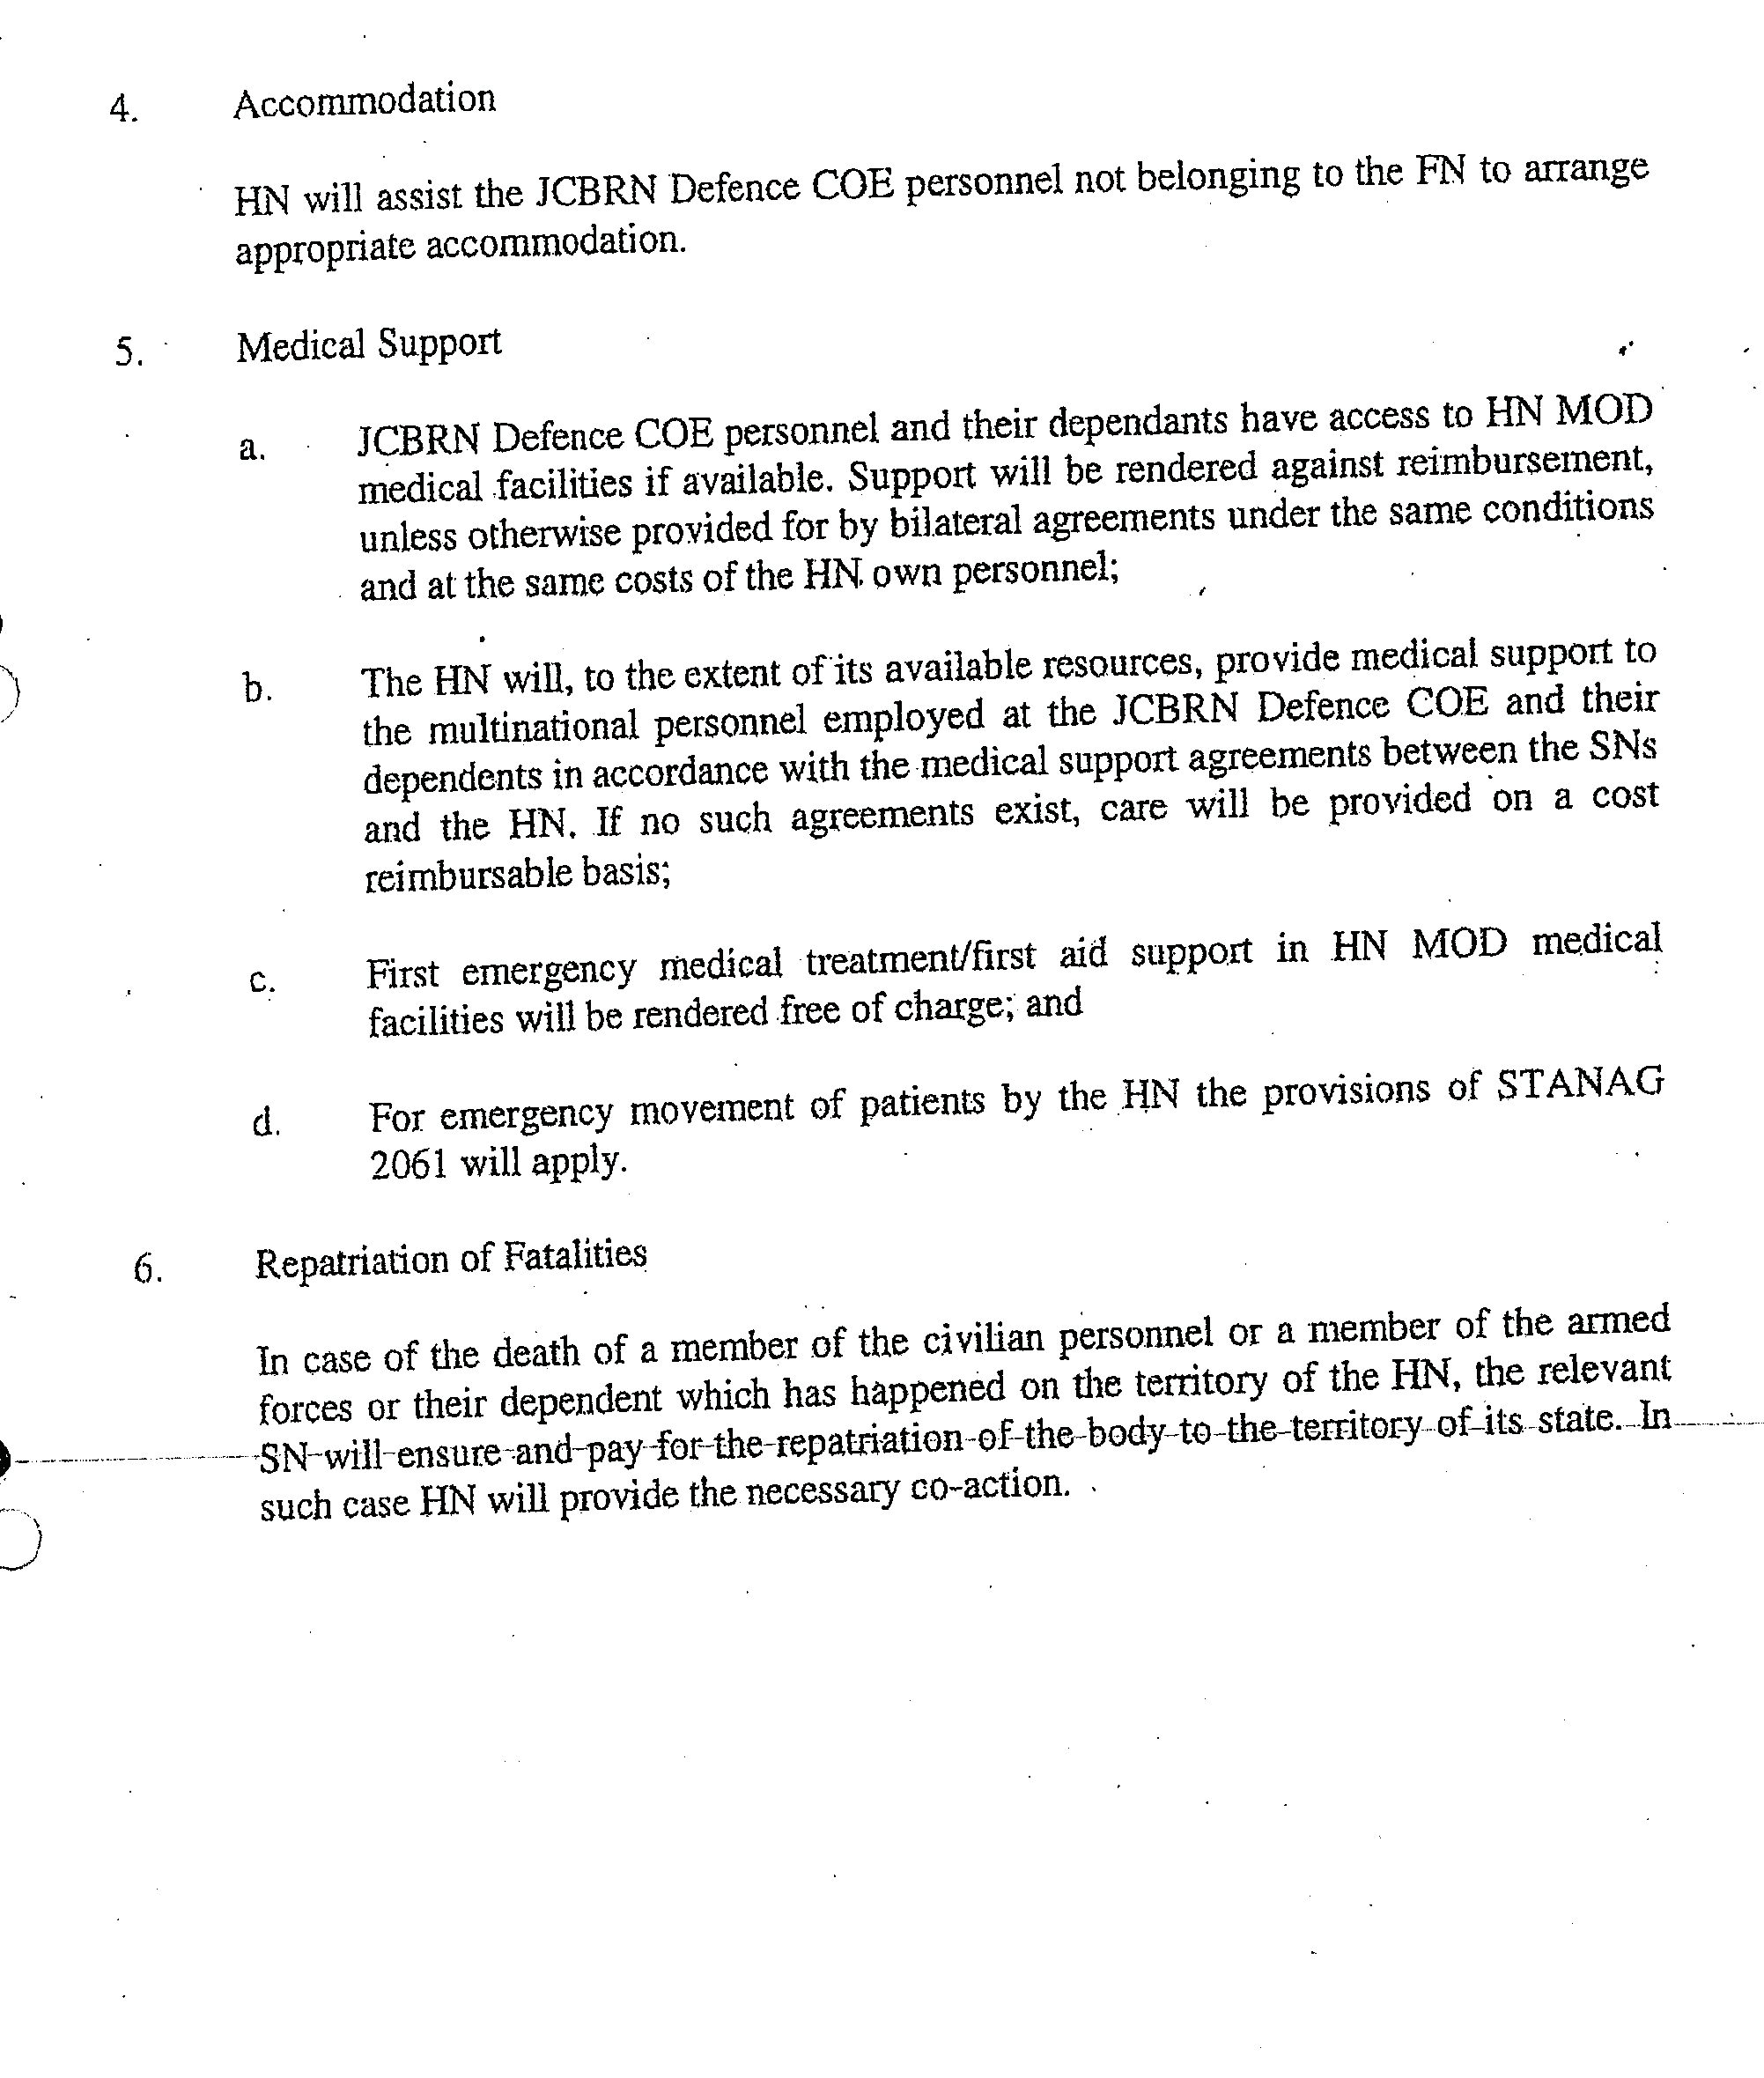 4. Accommodation
HN will assist the JCBRN Defence COE personnel not belonging to the FN to arrange
appropriate accommodation.
5. Medical Support
a. JCBRN Defence COE personnel and their dependants have access to HN MOD
medical facilities if available. Support will be rendered against reimbursement,
unless otherwise provided for by bilateral agreements under the same conditions
and at the same costs of the HN own personnel;
b. The HN will, to the extent of its available resources, provide medical support to
the multinational personnel employed at the JCBRN Defence COE and their
dependents in accordance with the medical support agreements between the SNs
and the HN. If no such agreements exist, care will be provided on a cost
reimbursable basis;
c. First emergency medical treatment/first aid support in HN MOD medical
facilities will be rendered free of charge; and
d. For emergency movement of patients by the HN the provisions of STANAG
2061 will apply.
6. Repatriation of Fatalities
In case of the death of a member of the civilian personnel or a member of the armed
forces or their dependent which has happened on the territory of the HN, the relevant
SN will ensure and pay for the repatriation of the body to the territory of its state. In
such case HN will provide the necessary co-action.